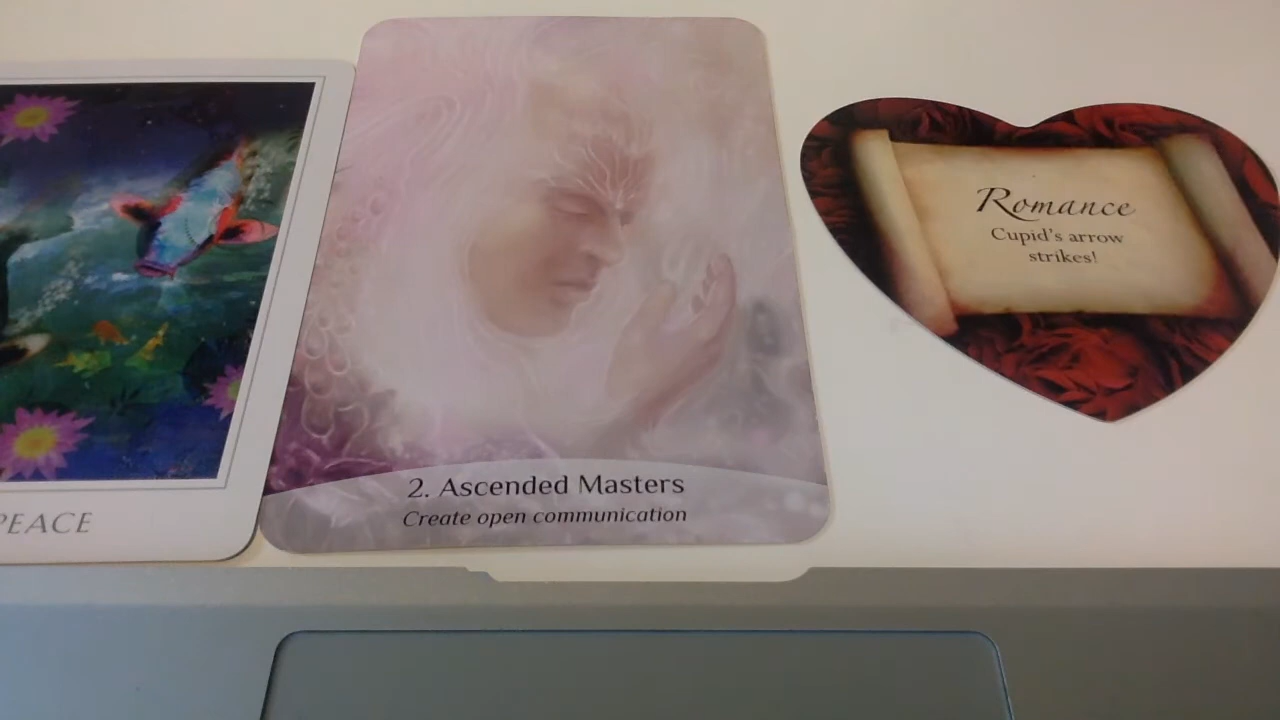 PEACE
2. Ascended Masters
Create open communication
Romance
Cupid's arrow
strikes!